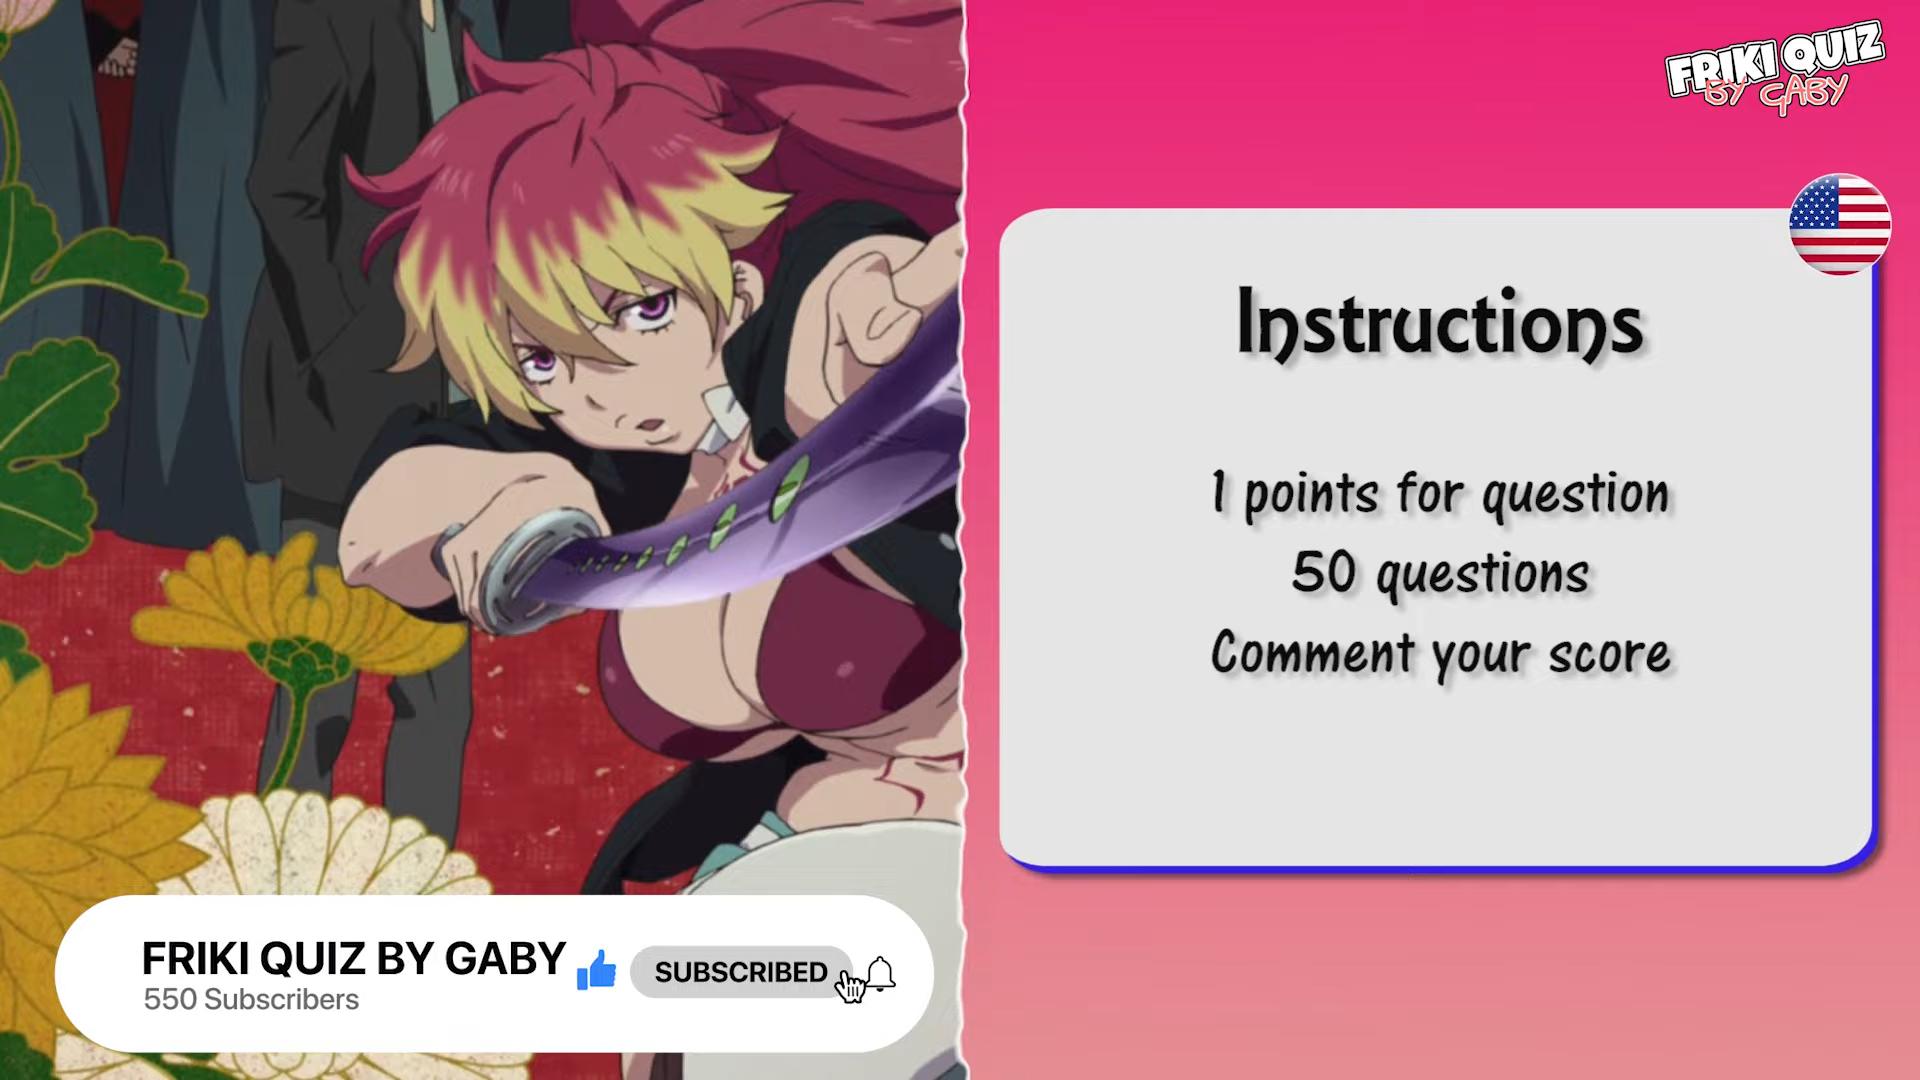 FRIKI QUIZ
BY GABY
Instructions
1 points for question
50 questions
Comment your score
FRIKI QUIZ BY GABY
550 Subscribers
SUBSCRIBED